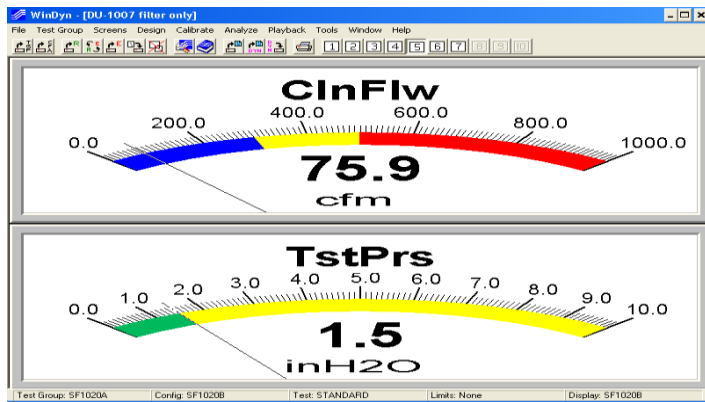 WinDyn - [DU-1007 filter only]
File Test Group Screens Design Calibrate Analyze Playback Tools Window Help
1 2 3 4 5 6 7 8 9 10
ClnFlw
0.0 200.0 400.0 600.0 800.0 1000.0
75.9
cfm
TstPrs
0.0 1.0 2.0 3.0 4.0 5.0 6.0 7.0 8.0 9.0 10.0
1.5
inH2O
Test Group: SF1020A Config: SF1020B Test: STANDARD Limits: None Display: SF1020B